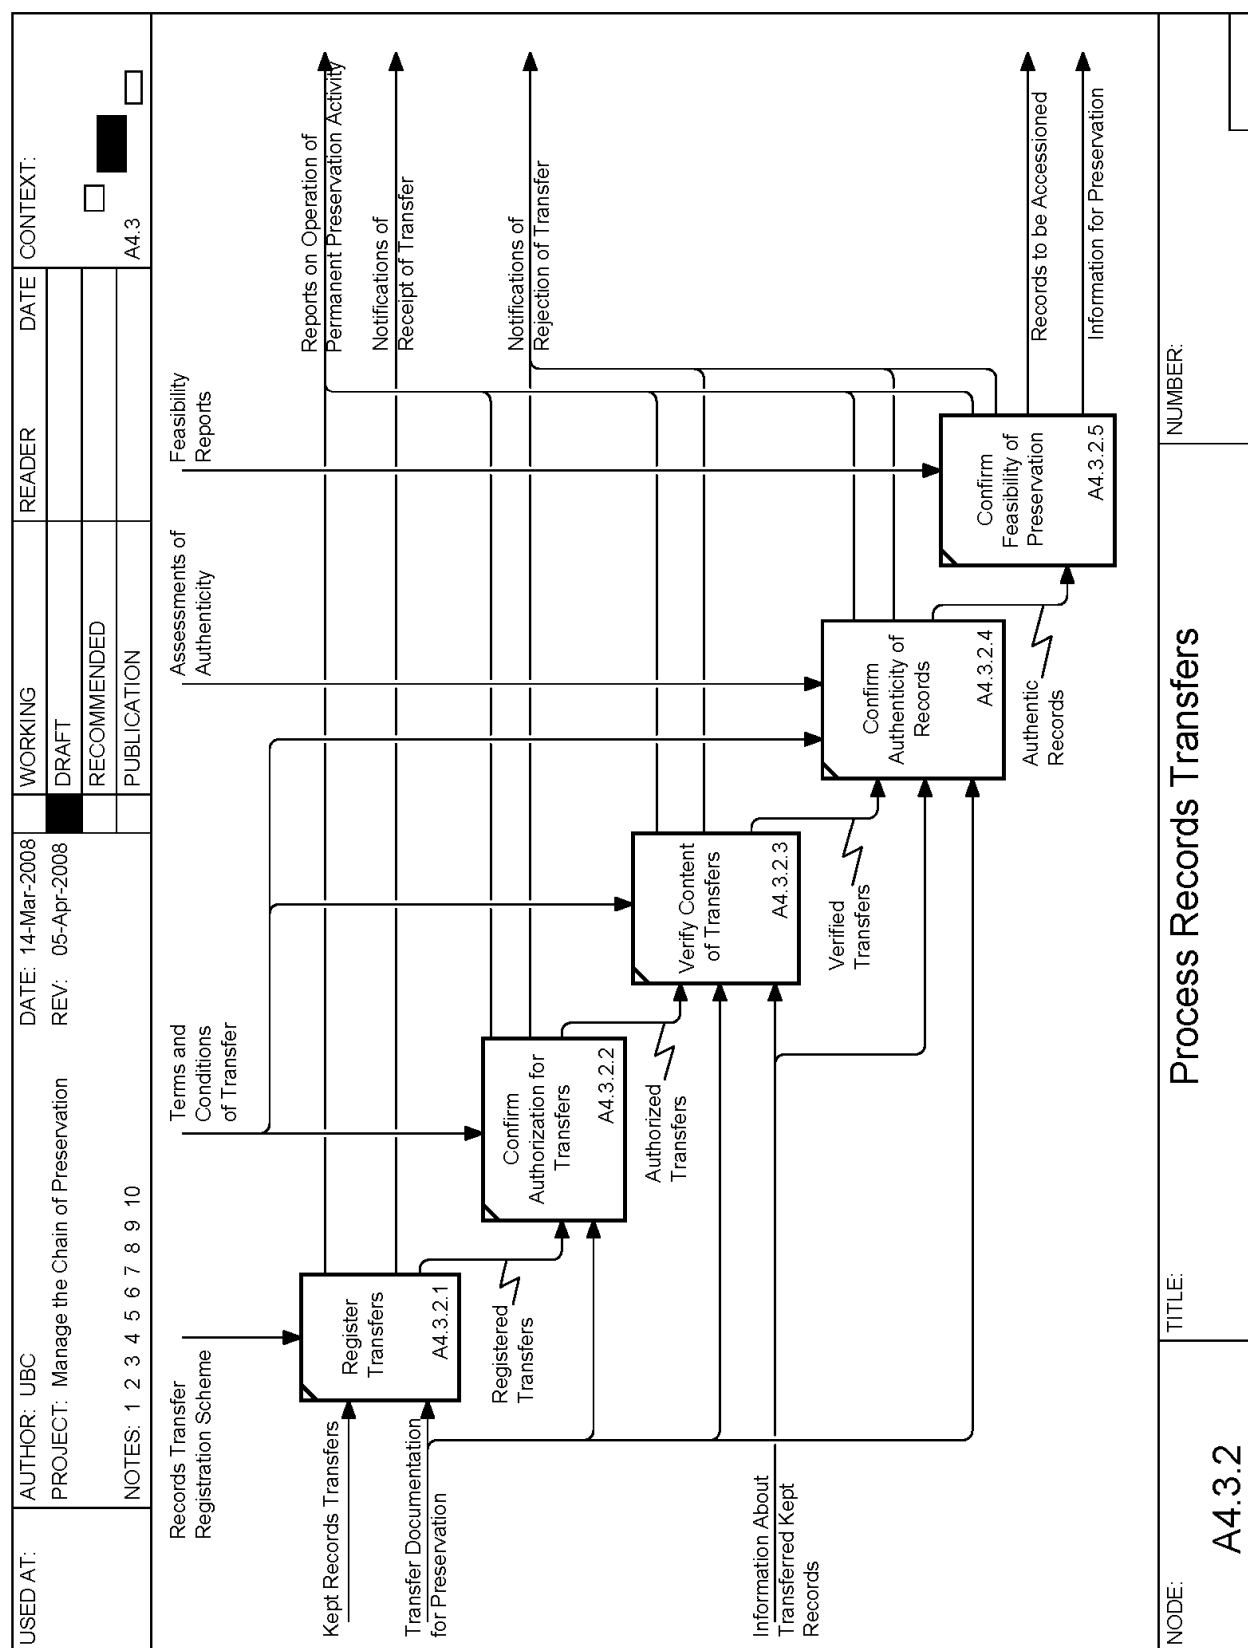 USED AT:
AUTHOR: UBC
DATE: 14-Mar-2008
WORKING
READER
DATE
CONTEXT:
PROJECT: Manage the Chain of Preservation
REV: 05-Apr-2008
DRAFT
RECOMMENDED
NOTES: 1 2 3 4 5 6 7 8 9 10
PUBLICATION
A4.3
Records Transfer
Registration Scheme
Terms and
Conditions
of Transfer
Assessments of
Authenticity
Feasibility
Reports
Kept Records Transfers
Transfer Documentation
for Preservation
Information About
Transferred Kept
Records
Register
Transfers
A4.3.2.1
Registered
Transfers
Confirm
Authorization for
Transfers
A4.3.2.2
Authorized
Transfers
Verify Content
of Transfers
A4.3.2.3
Verified
Transfers
Confirm
Authenticity of
Records
A4.3.2.4
Authentic
Records
Confirm
Feasibility of
Preservation
A4.3.2.5
Reports on Operation of
Permanent Preservation Activity
Notifications of
Receipt of Transfer
Notifications of
Rejection of Transfer
Records to be Accessioned
Information for Preservation
NODE:
A4.3.2
TITLE:
Process Records Transfers
NUMBER: